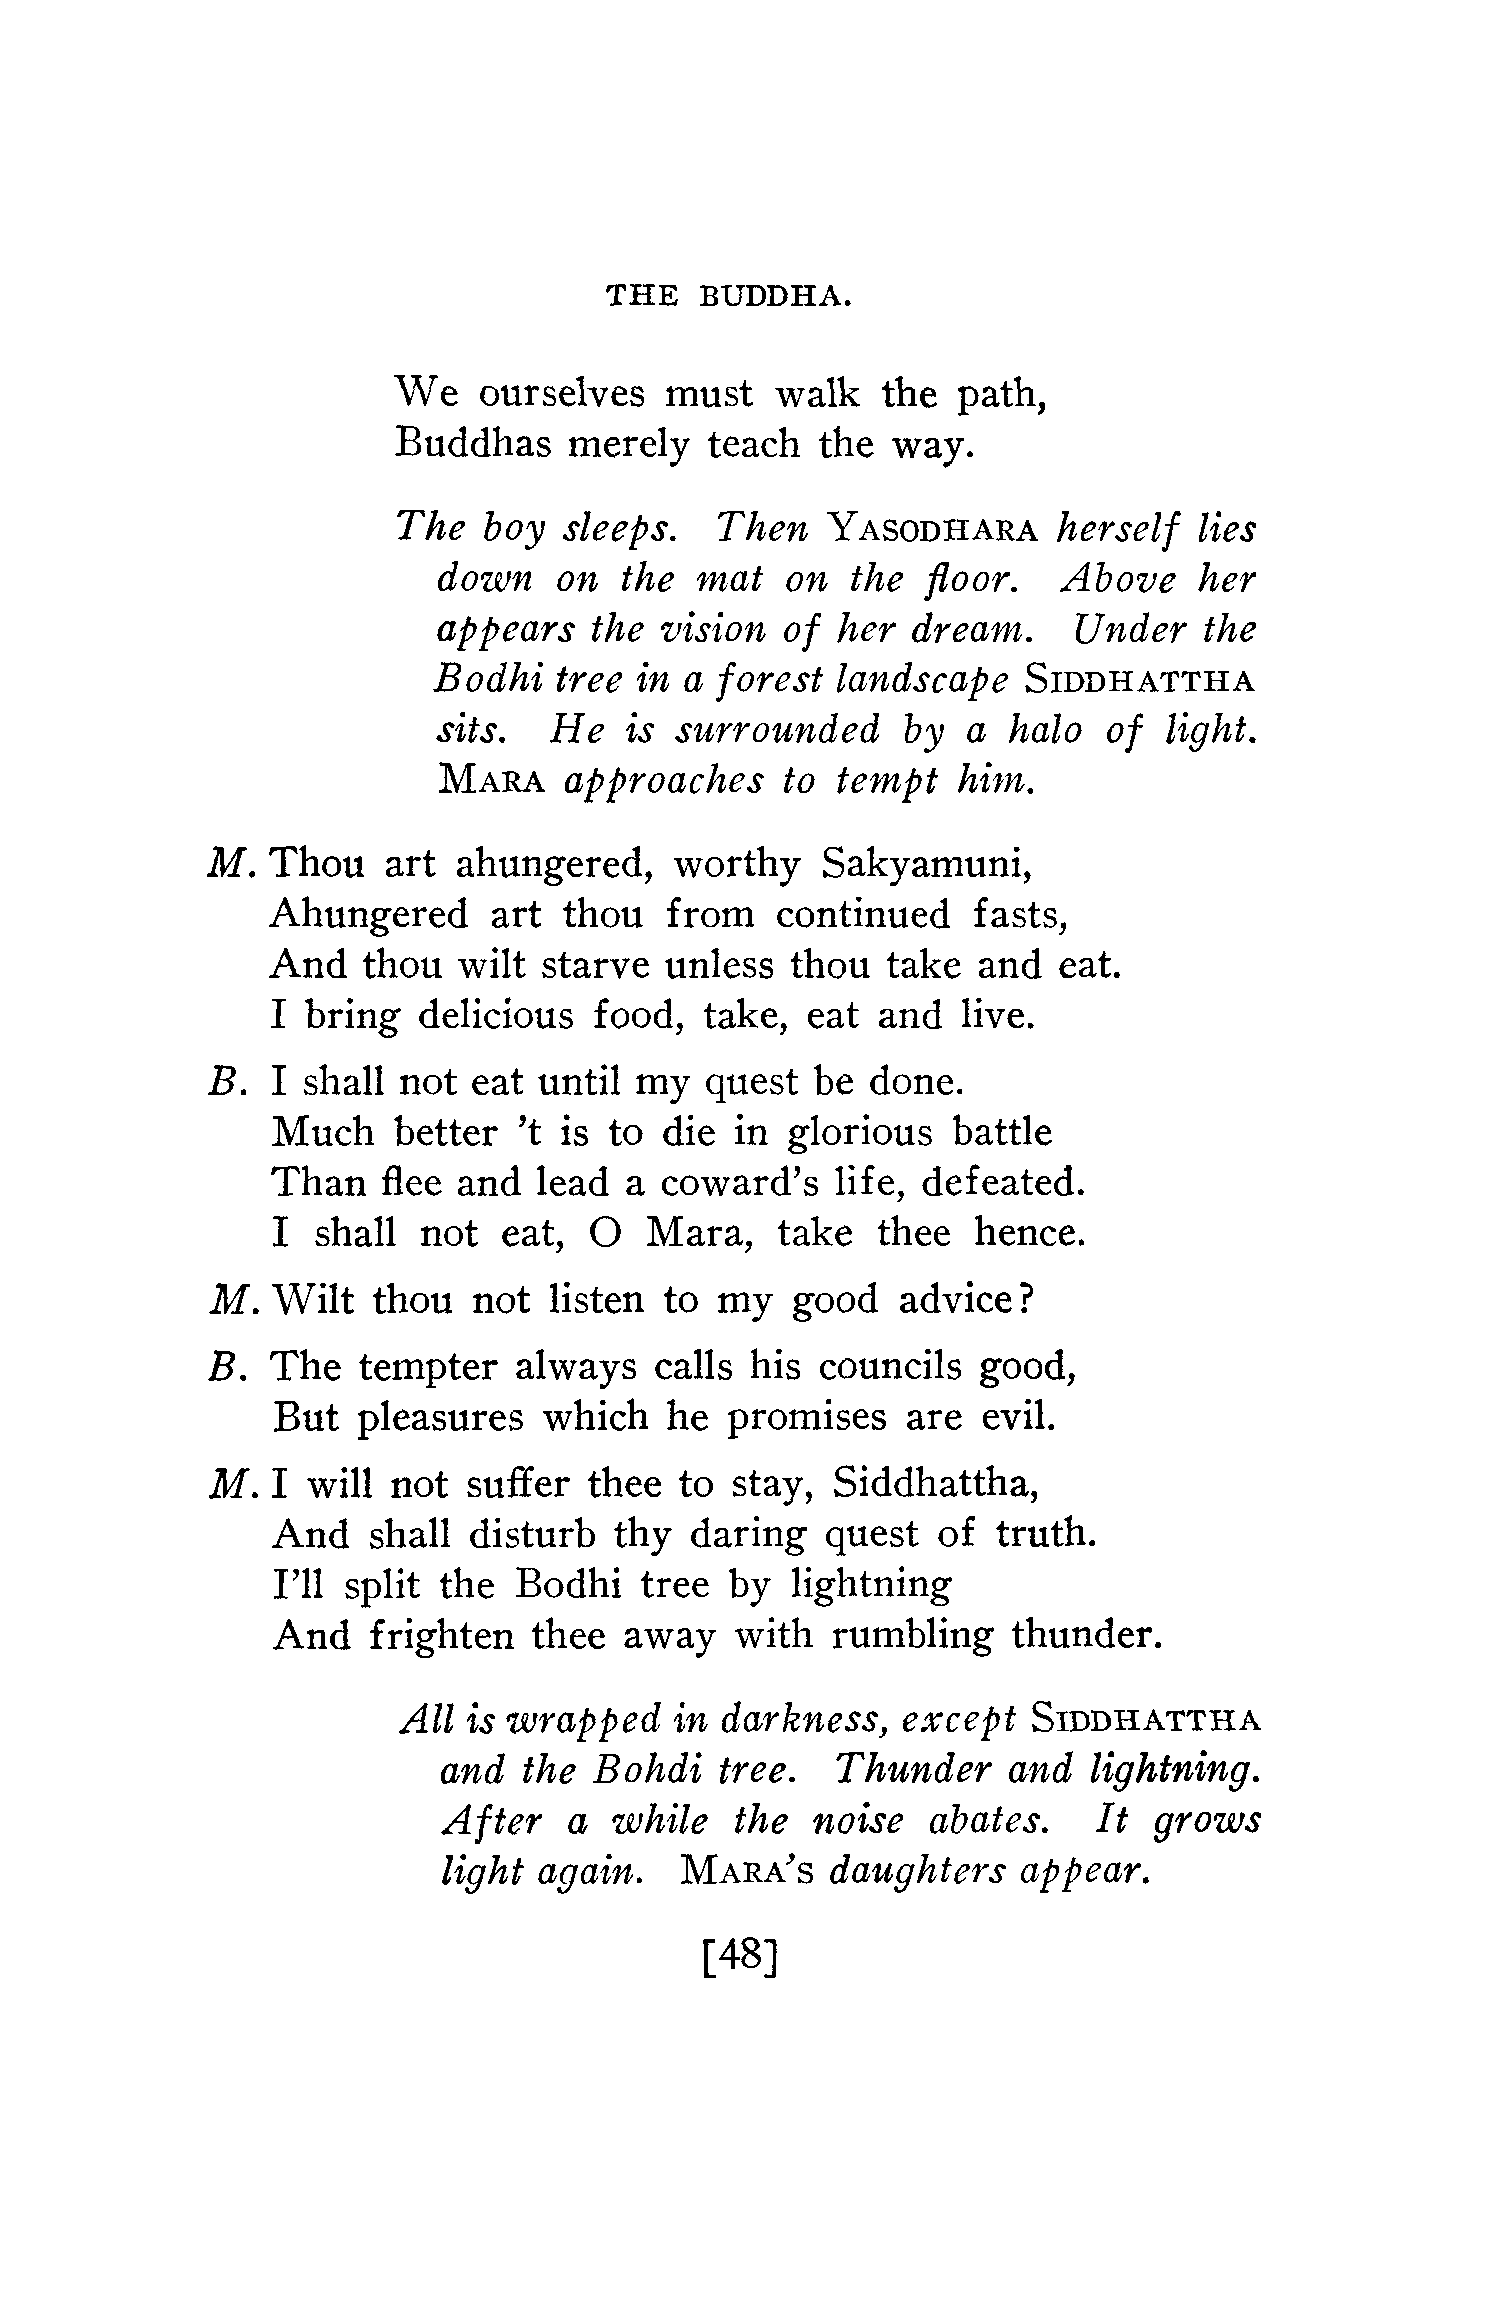 THE BUDDHA.
We ourselves must walk the path,
Buddhas merely teach the way.
The boy sleeps. Then YASODHARA herself lies
down on the mat on the floor. Above her
appears the vision of her dream. Under the
Bodhi tree in a forest landscape SIDDHATTHA
sits. He is surrounded by a halo of light.
MARA approaches to tempt him.
M. Thou art ahungered, worthy Sakyamuni,
Ahungered art thou from continued fasts,
And thou wilt starve unless thou take and eat.
I bring delicious food, take, eat and live.
B. I shall not eat until my quest be done.
Much better 't is to die in glorious battle
Than flee and lead a coward's life, defeated.
I shall not eat, O Mara, take thee hence.
M. Wilt thou not listen to my good advice?
B. The tempter always calls his councils good,
But pleasures which he promises are evil.
M. I will not suffer thee to stay, Siddhattha,
And shall disturb thy daring quest of truth.
I'll split the Bodhi tree by lightning
And frighten thee away with rumbling thunder.
All is wrapped in darkness, except SIDDHATTHA
and the Bohdi tree. Thunder and lightning.
After a while the noise abates. It grows
light again. MARA's daughters appear.
[48]